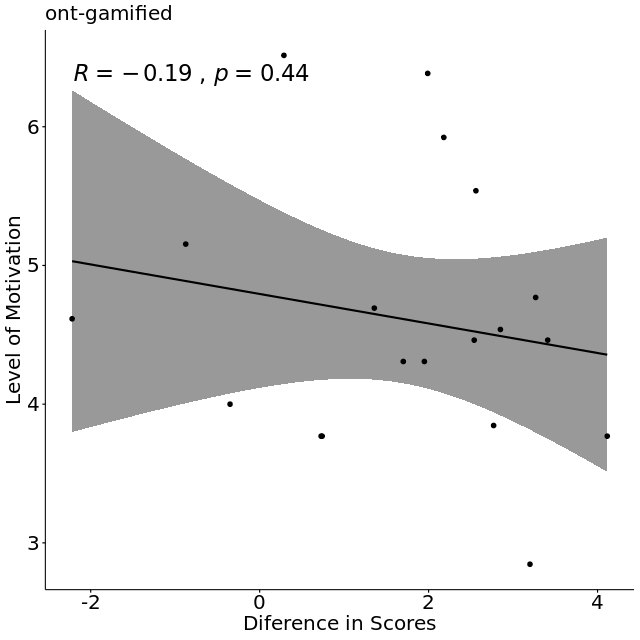 ont-gamified
R = −0.19 , p = 0.44
6
5
4
3
Level of Motivation
-2 0 2 4
Diference in Scores